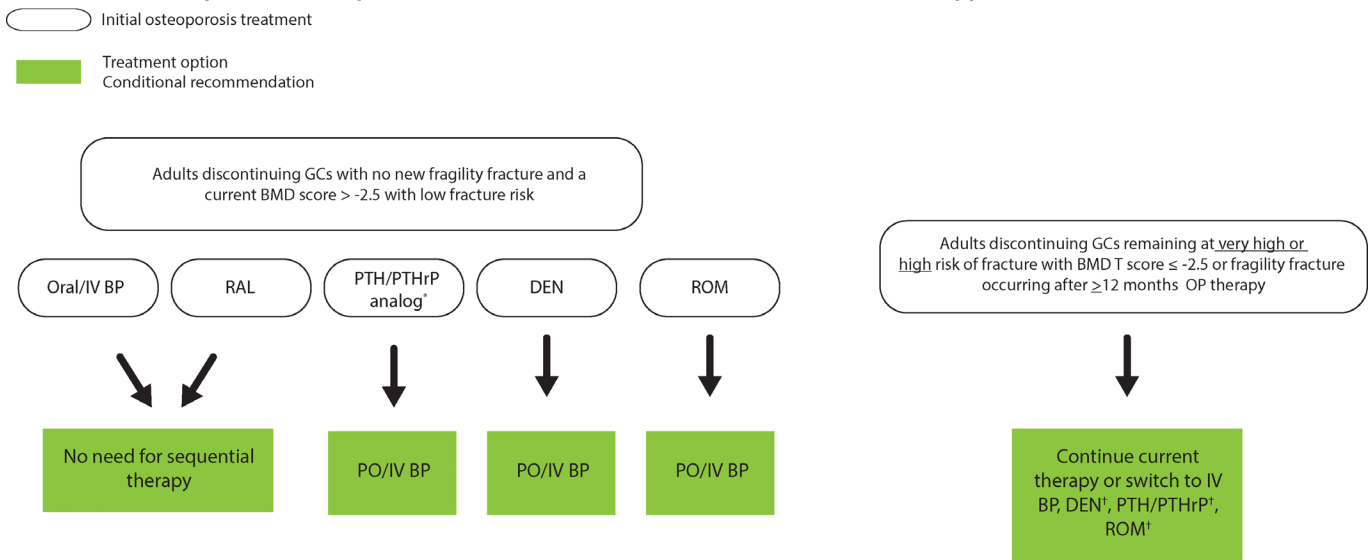 Initial osteoporosis treatment
Treatment option
Conditional recommendation
Adults discontinuing GCs with no new fragility fracture and a
current BMD score > -2.5 with low fracture risk
Oral/IV BP
RAL
PTH/PTHrP
analog*
DEN
ROM
No need for sequential
therapy
PO/IV BP
PO/IV BP
PO/IV BP
Adults discontinuing GCs remaining at very high or
high risk of fracture with BMD T score ≤ -2.5 or fragility fracture
occurring after ≥12 months OP therapy
Continue current
therapy or switch to IV
BP, DEN†, PTH/PTHrP†,
ROM†